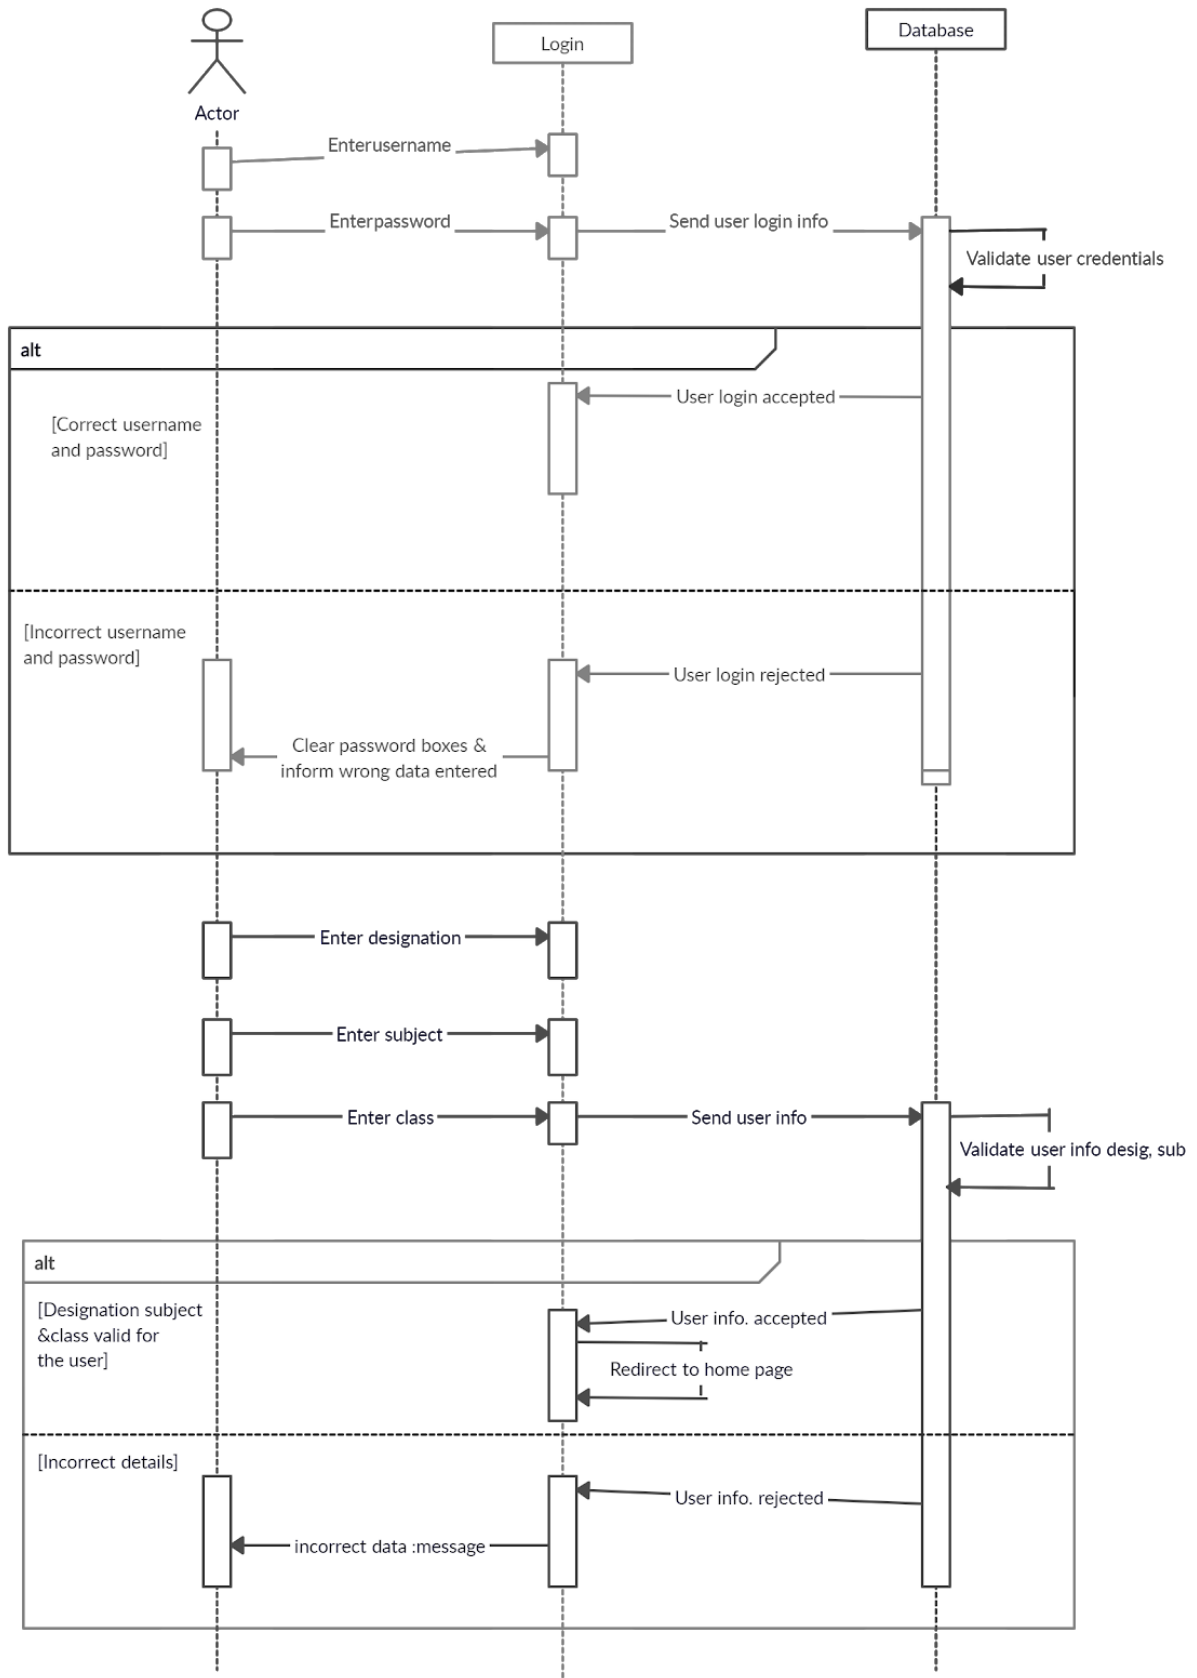 Login
Database
Actor
Enterusername
Enterpassword
Send user login info
Validate user credentials
alt
User login accepted
[Correct username
and password]
[Incorrect username
and password]
User login rejected
Clear password boxes &
inform wrong data entered
Enter designation
Enter subject
Enter class
Send user info
Validate user info desig, sub
alt
[Designation subject
&class valid for
the user]
User info. accepted
Redirect to home page
[Incorrect details]
User info. rejected
incorrect data :message